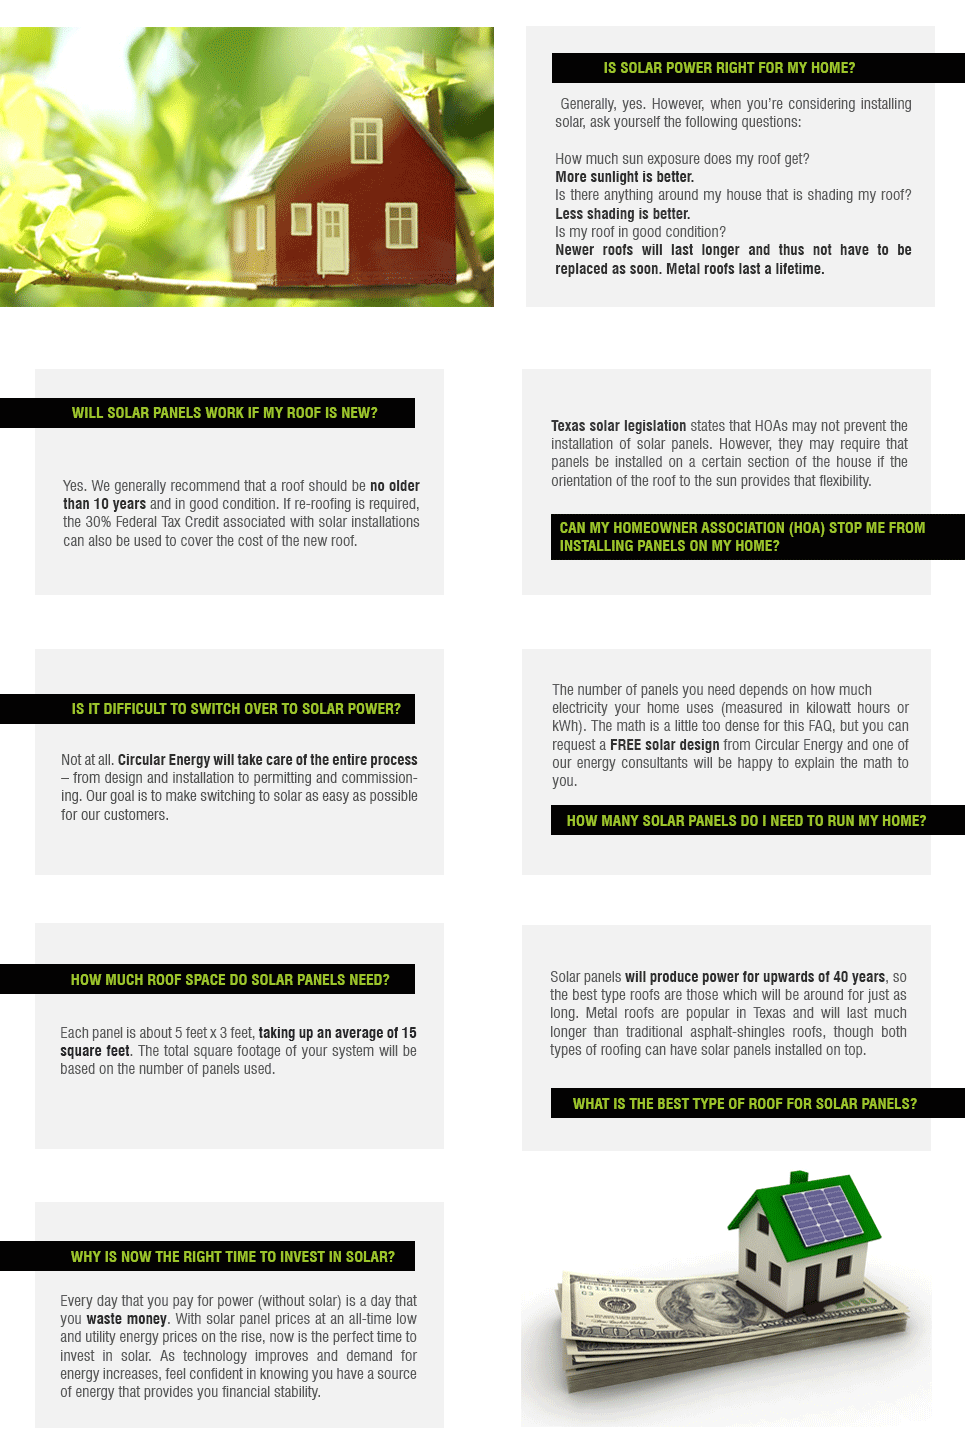 IS SOLAR POWER RIGHT FOR MY HOME?
Generally, yes. However, when you're considering installing
solar, ask yourself the following questions:
How much sun exposure does my roof get?
More sunlight is better.
Is there anything around my house that is shading my roof?
Less shading is better.
Is my roof in good condition?
Newer roofs will last longer and thus not have to be
replaced as soon. Metal roofs last a lifetime.
WILL SOLAR PANELS WORK IF MY ROOF IS NEW?
Yes. We generally recommend that a roof should be no older
than 10 years and in good condition. If re-roofing is required,
the 30% Federal Tax Credit associated with solar installations
can also be used to cover the cost of the new roof.
Texas solar legislation states that HOAs may not prevent the
installation of solar panels. However, they may require that
panels be installed on a certain section of the house if the
orientation of the roof to the sun provides that flexibility.
CAN MY HOMEOWNER ASSOCIATION (HOA) STOP ME FROM
INSTALLING PANELS ON MY HOME?
IS IT DIFFICULT TO SWITCH OVER TO SOLAR POWER?
Not at all. Circular Energy will take care of the entire process
– from design and installation to permitting and commission-
ing. Our goal is to make switching to solar as easy as possible
for our customers.
The number of panels you need depends on how much
electricity your home uses (measured in kilowatt hours or
kWh). The math is a little too dense for this FAQ, but you can
request a FREE solar design from Circular Energy and one of
our energy consultants will be happy to explain the math to
you.
HOW MANY SOLAR PANELS DO I NEED TO RUN MY HOME?
HOW MUCH ROOF SPACE DO SOLAR PANELS NEED?
Each panel is about 5 feet x 3 feet, taking up an average of 15
square feet. The total square footage of your system will be
based on the number of panels used.
Solar panels will produce power for upwards of 40 years, so
the best type roofs are those which will be around for just as
long. Metal roofs are popular in Texas and will last much
longer than traditional asphalt-shingles roofs, though both
types of roofing can have solar panels installed on top.
WHAT IS THE BEST TYPE OF ROOF FOR SOLAR PANELS?
WHY IS NOW THE RIGHT TIME TO INVEST IN SOLAR?
Every day that you pay for power (without solar) is a day that
you waste money. With solar panel prices at an all-time low
and utility energy prices on the rise, now is the perfect time to
invest in solar. As technology improves and demand for
energy increases, feel confident in knowing you have a source
of energy that provides you financial stability.
100